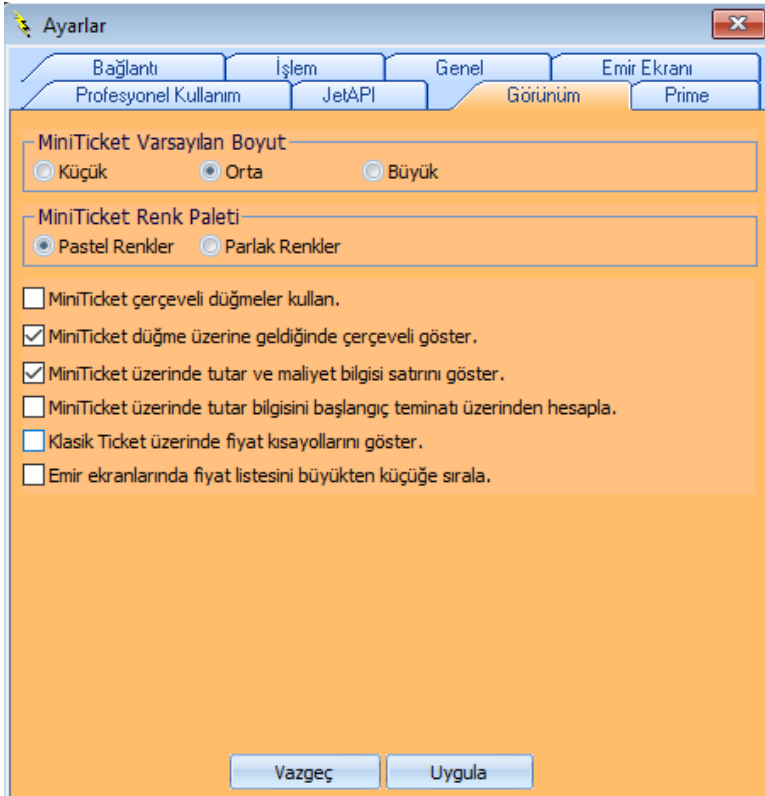 Ayarlar
Bağlantı İşlem Genel Emir Ekranı
Profesyonel Kullanım JetAPI Görünüm Prime
MiniTicket Varsayılan Boyut
Küçük Orta Büyük
MiniTicket Renk Paleti
Pastel Renkler Parlak Renkler
MiniTicket çerçeveli düğmeler kullan.
MiniTicket düğme üzerine geldiğinde çerçeveli göster.
MiniTicket üzerinde tutar ve maliyet bilgisi satırını göster.
MiniTicket üzerinde tutar bilgisini başlangıç teminatı üzerinden hesapla.
Klasik Ticket üzerinde fiyat kısayollarını göster.
Emir ekranlarında fiyat listesini büyükten küçüğe sırala.
Vazgeç Uygula